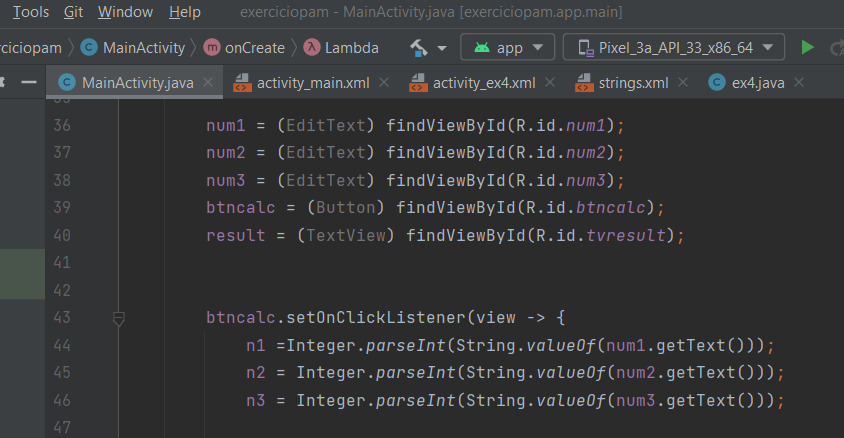 Tools Git Window Help exerciciopam - MainActivity.java [exerciciopam.app.main]
rciciopam MainActivity onCreate Lambda app Pixel_3a_API_33_x86_64
MainActivity.java activity_main.xml activity_ex4.xml strings.xml ex4.java
36 num1 = (EditText) findViewById(R.id.num1);
37 num2 = (EditText) findViewById(R.id.num2);
38 num3 = (EditText) findViewById(R.id.num3);
39 btncalc = (Button) findViewById(R.id.btncalc);
40 result = (TextView) findViewById(R.id.tvresult);
41
42
43 btncalc.setOnClickListener(view -> {
44 n1 =Integer.parseInt(String.valueOf(num1.getText()));
45 n2 = Integer.parseInt(String.valueOf(num2.getText()));
46 n3 = Integer.parseInt(String.valueOf(num3.getText()));
47